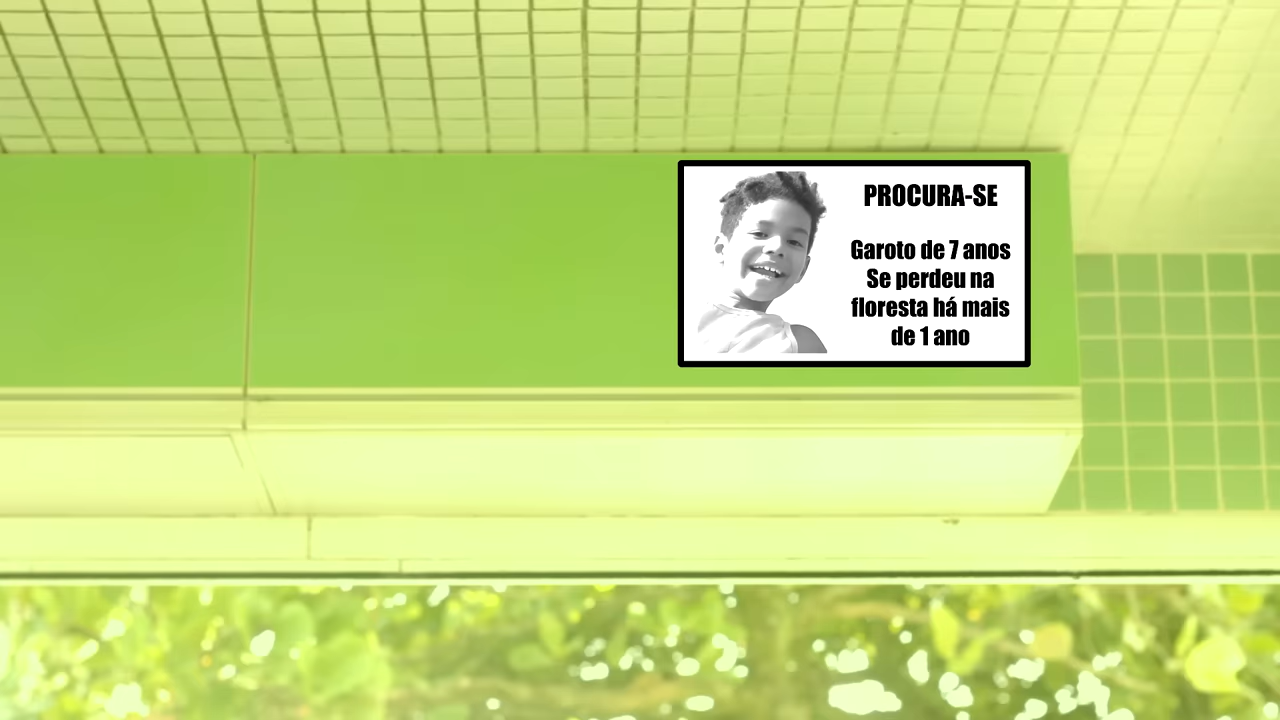 PROCURA-SE
Garoto de 7 anos
Se perdeu na
floresta há mais
de 1 ano